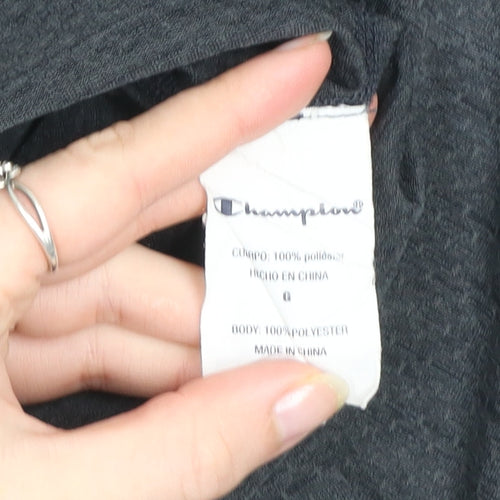 Champion®
CUERPO: 100% poliéster
HECHO EN CHINA
G
BODY: 100% POLYESTER
MADE IN CHINA